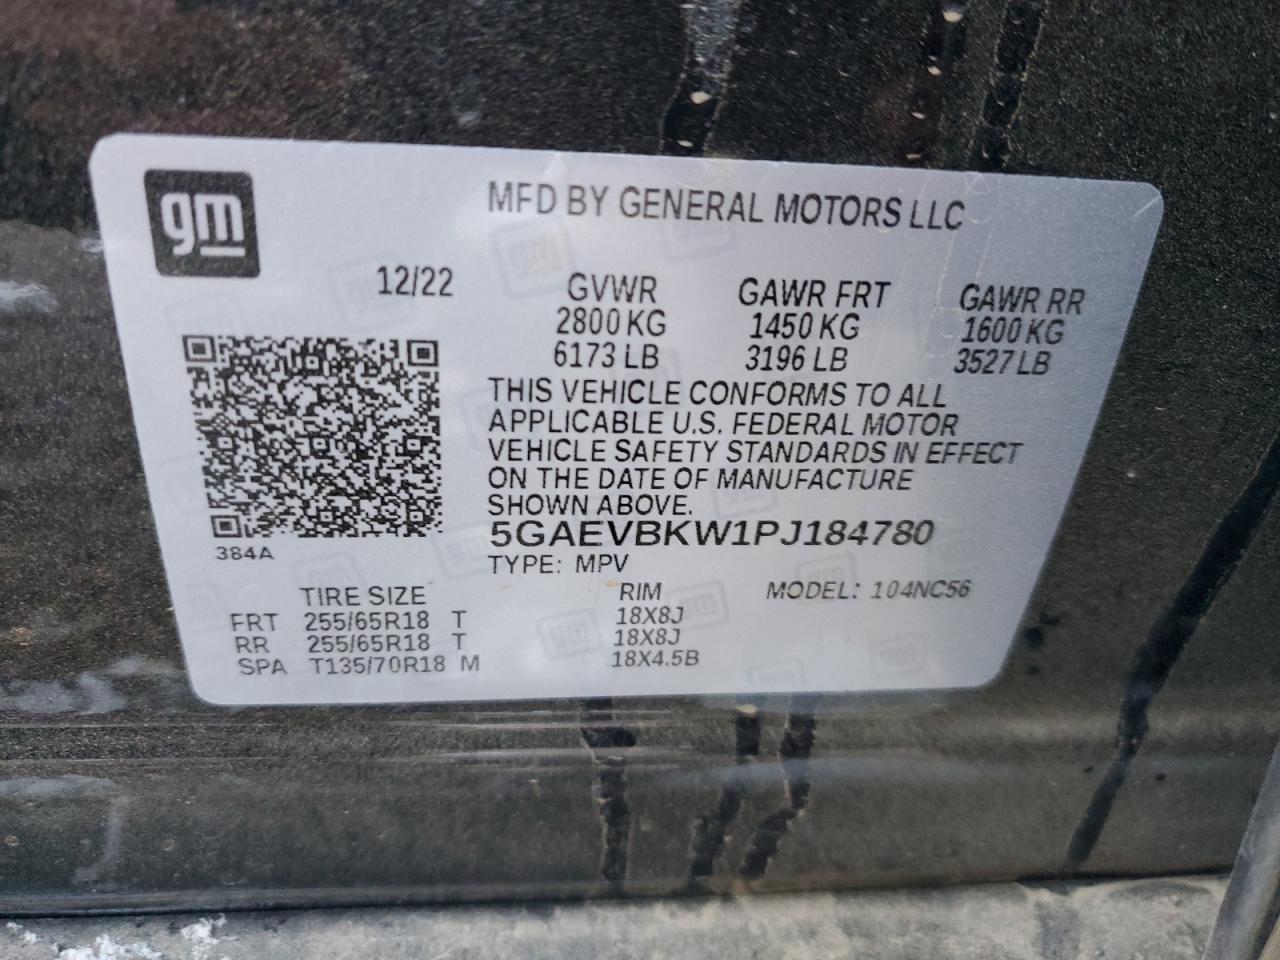 gm
MFD BY GENERAL MOTORS LLC
12/22 GVWR GAWR FRT GAWR RR
2800 KG 1450 KG 1600 KG
6173 LB 3196 LB 3527 LB
THIS VEHICLE CONFORMS TO ALL
APPLICABLE U.S. FEDERAL MOTOR
VEHICLE SAFETY STANDARDS IN EFFECT
ON THE DATE OF MANUFACTURE
SHOWN ABOVE.
5GAEVBKW1PJ184780
384A
TYPE: MPV
TIRE SIZE RIM MODEL: 104NC56
FRT 255/65R18 T 18X8J
RR 255/65R18 T 18X8J
SPA T135/70R18 M 18X4.5B